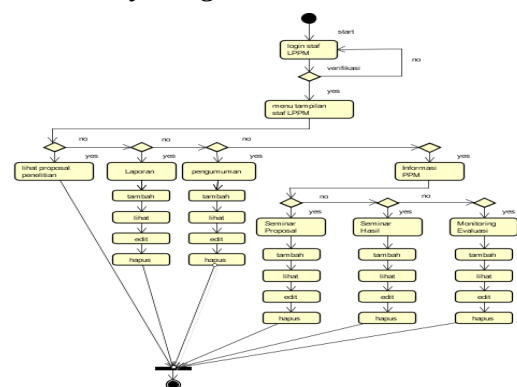 start
login staf
LPPM
no
verifikasi
yes
menu tampilan
staf LPPM
no
no
no
yes
yes
yes
yes
lihat proposal
penelitian
Laporan
pengumuman
Informasi
PPM
tambah
tambah
lihat
lihat
edit
edit
hapus
hapus
no
no
yes
yes
yes
Seminar
Proposal
Seminar
Hasil
Monitoring
Evaluasi
tambah
tambah
tambah
lihat
lihat
lihat
edit
edit
edit
hapus
hapus
hapus